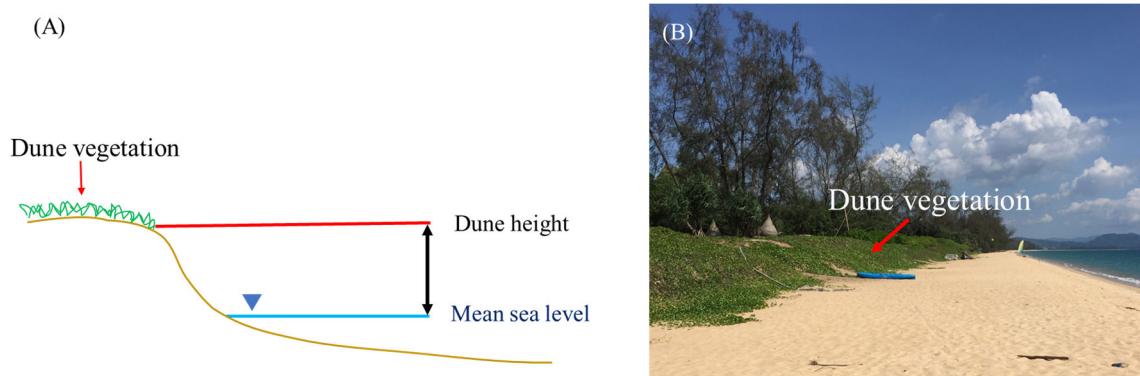 (A)
Dune vegetation
Dune height
Mean sea level
(B)
Dune vegetation